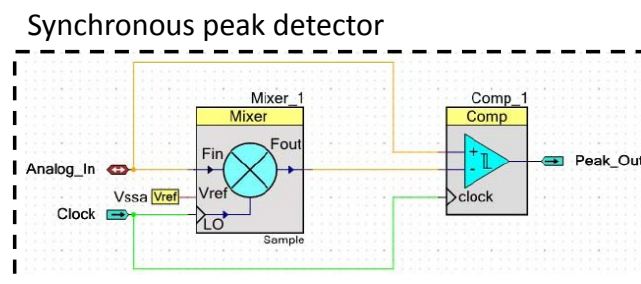 Synchronous peak detector
Mixer_1
Mixer
Comp_1
Comp
Analog_In
Fin
Fout
+
-
Peak_Out
Vssa Vref
Vref
Clock
LO
clock
Sample